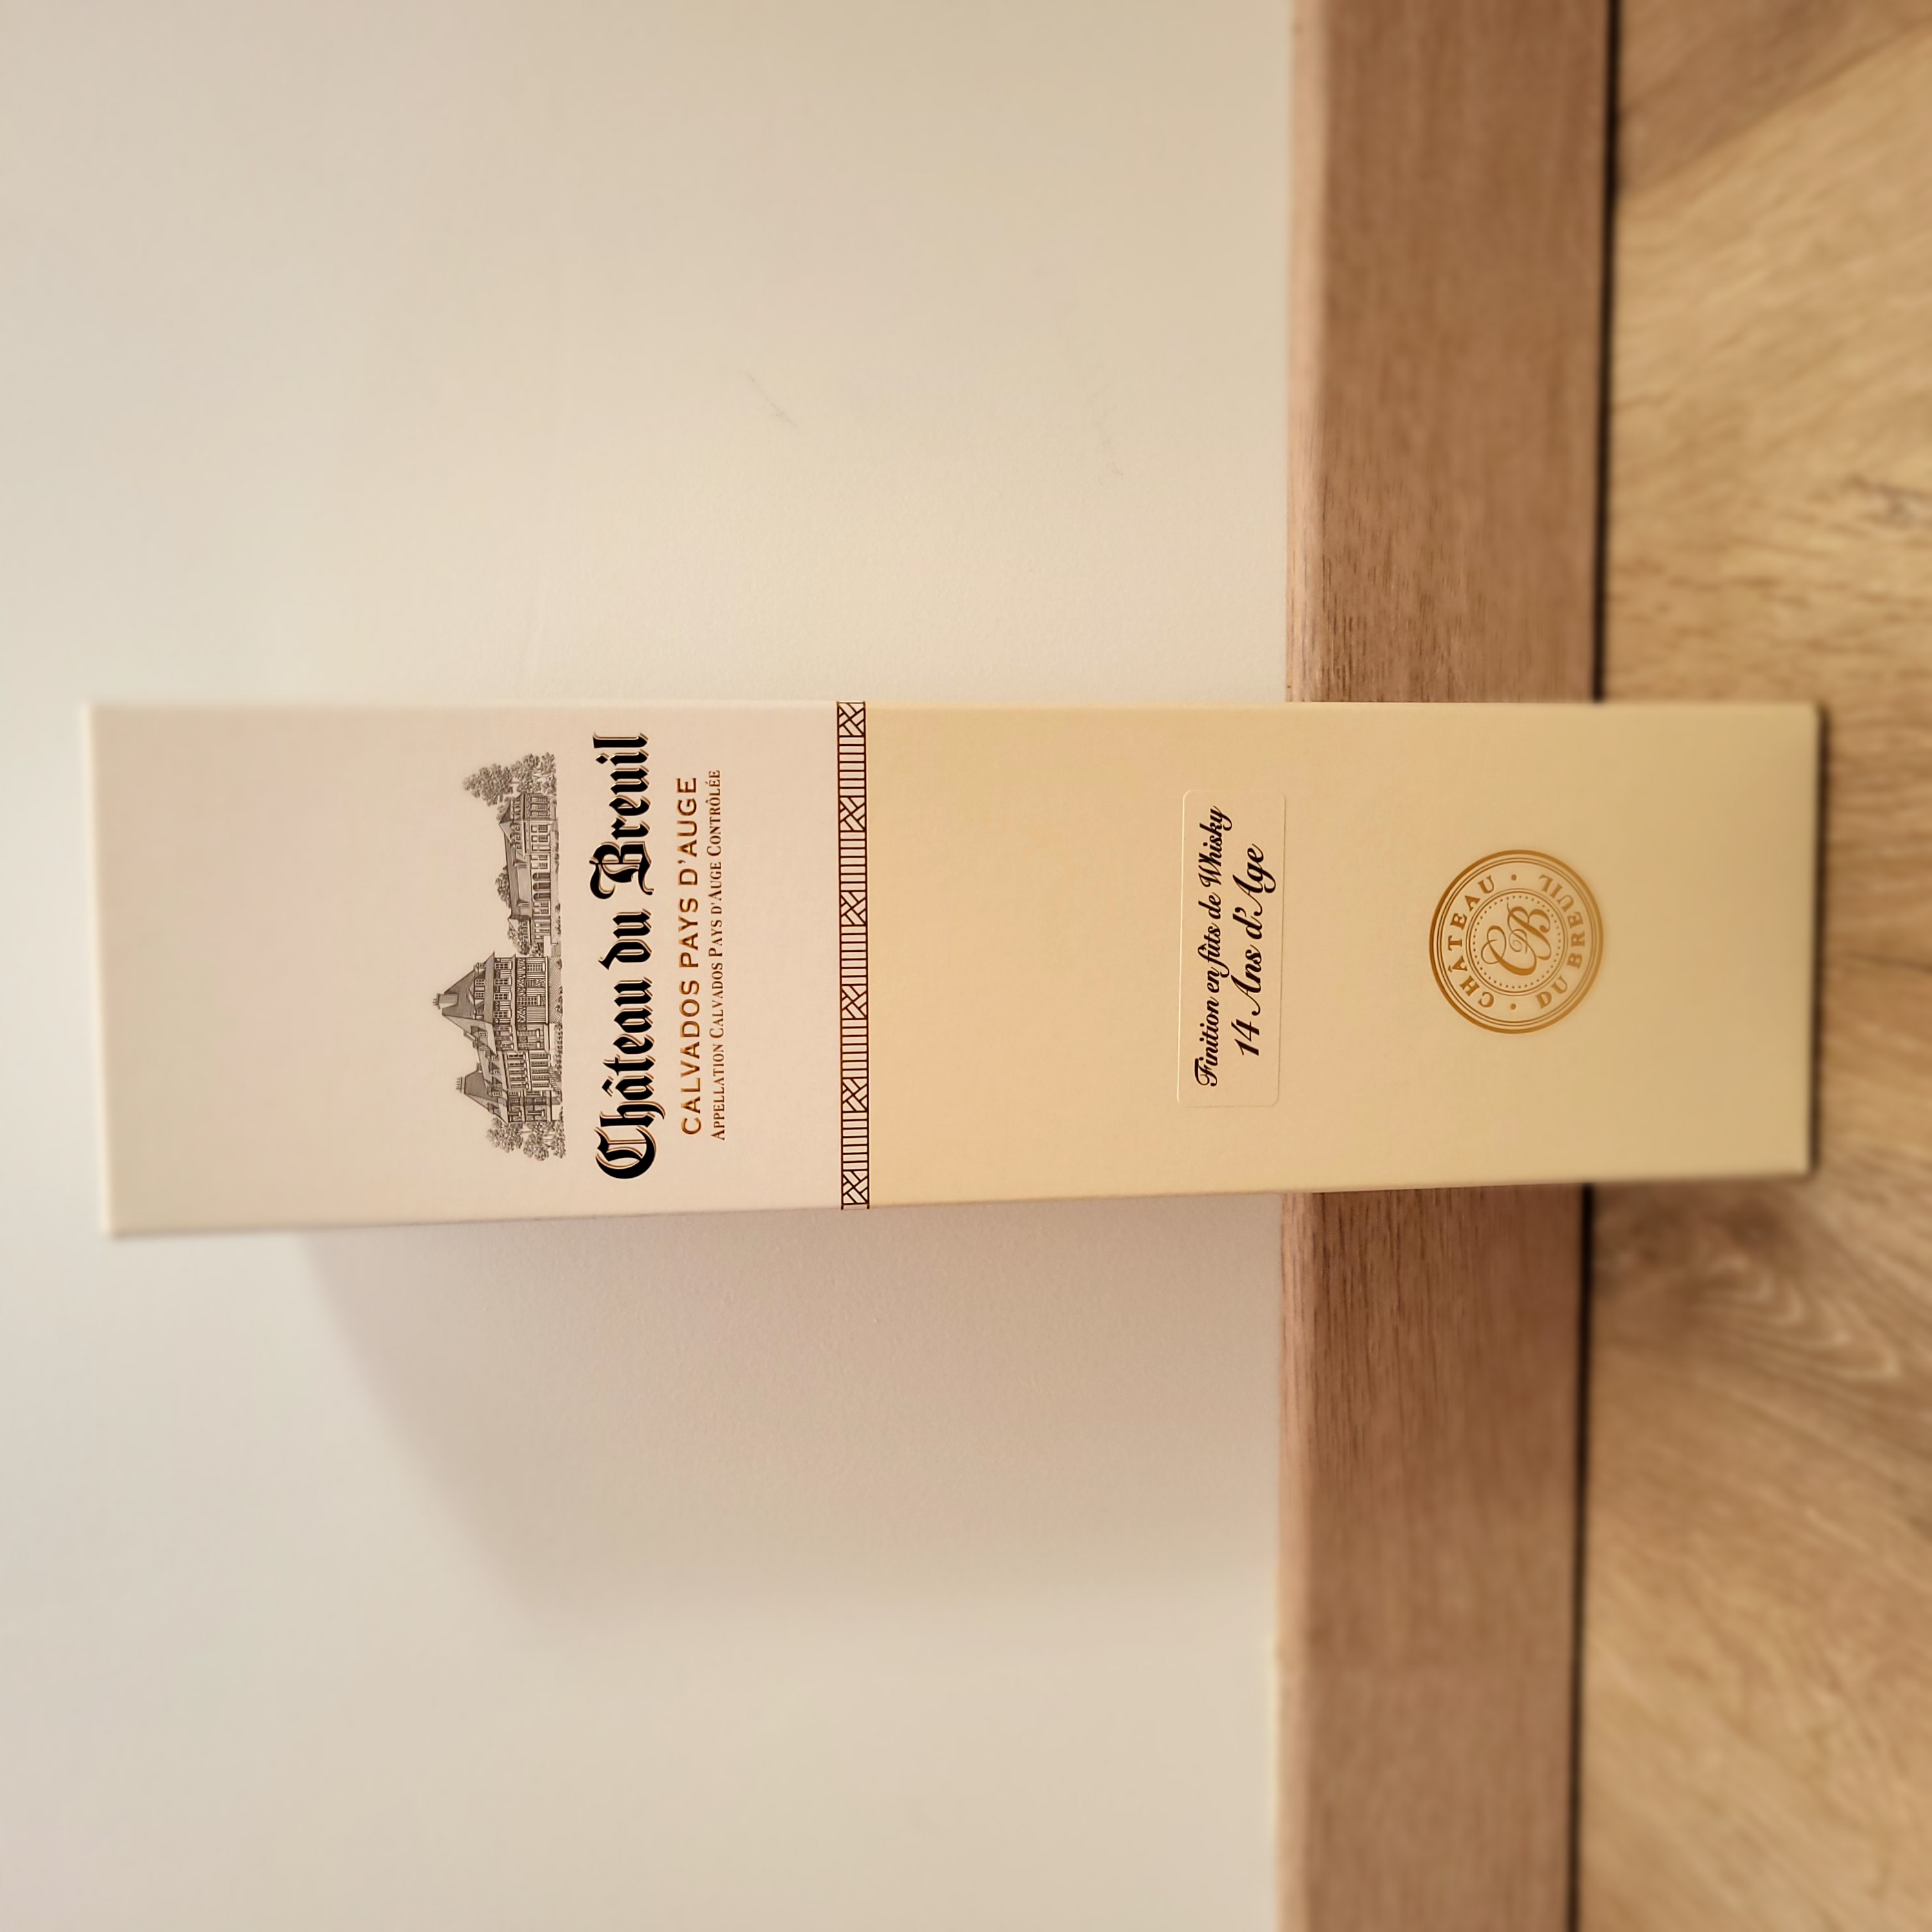 Château du Breuil
CALVADOS PAYS D'AUGE
APPELLATION CALVADOS PAYS D'AUGE CONTRÔLÉE
Finition en fûts de Whisky
14 Ans d'Age
CHÂTEAU
CB
DU BREUIL